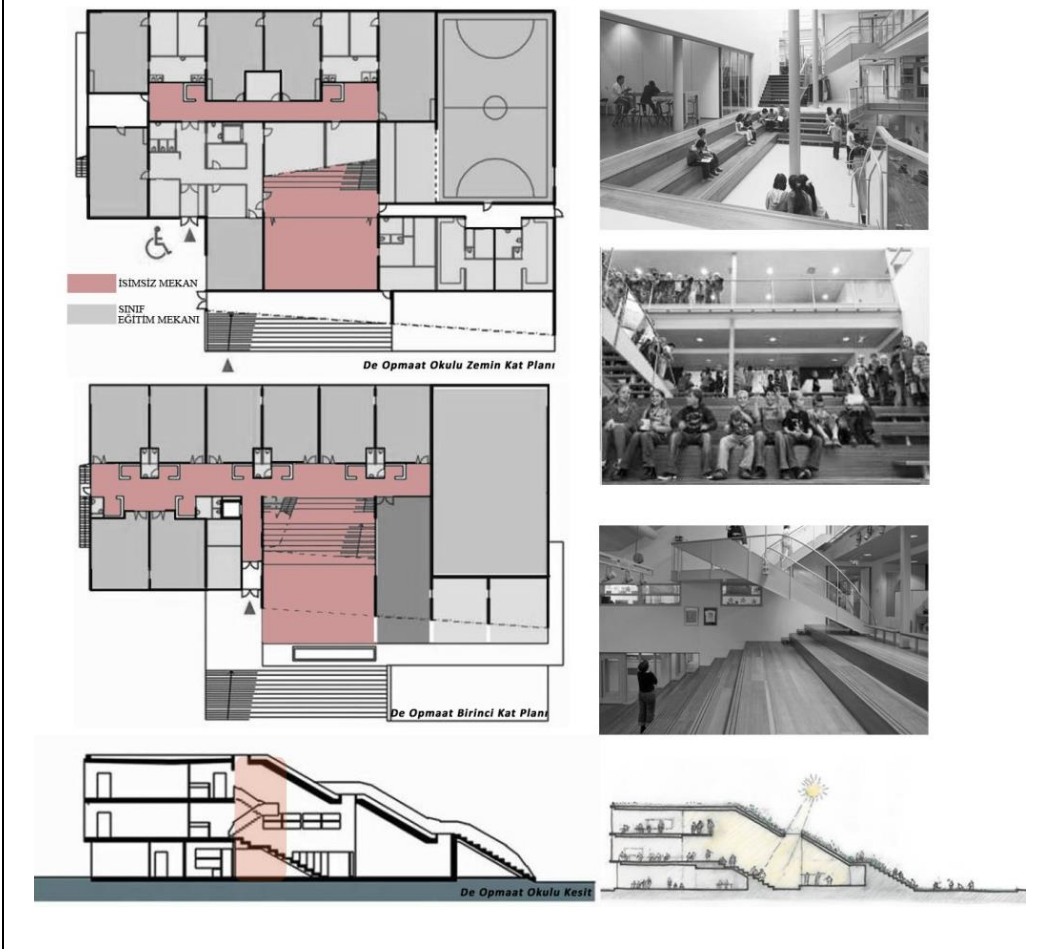 İSİMSİZ MEKAN
SINIF
EĞİTİM MEKANI
De Opmaat Okulu Zemin Kat Planı
De Opmaat Birinci Kat Planı
De Opmaat Okulu Kesit